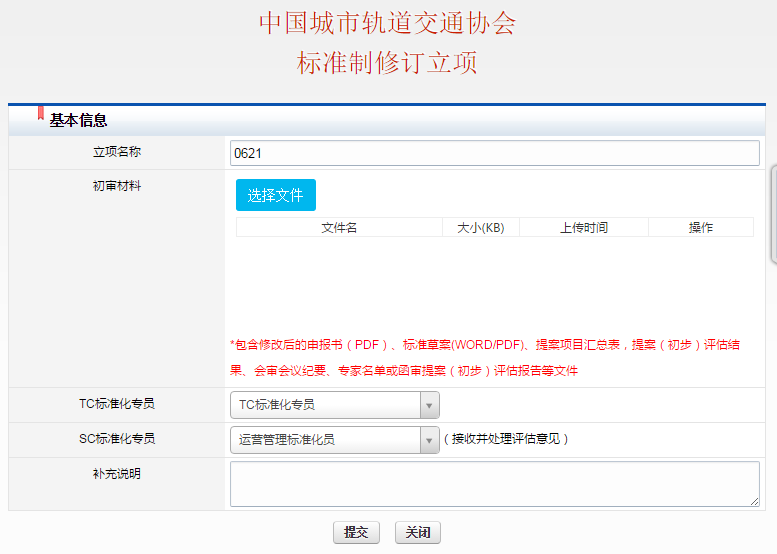 中国城市轨道交通协会
标准制修订立项
基本信息
立项名称
0621
初审材料
选择文件
文件名 大小(KB) 上传时间 操作
*包含修改后的申报书（PDF）、标准草案(WORD/PDF)、提案项目汇总表，提案（初步）评估结
果、会审会议纪要、专家名单或函审提案（初步）评估报告等文件
TC标准化专员
TC标准化专员
SC标准化专员
运营管理标准化员 （接收并处理评估意见）
补充说明
提交 关闭